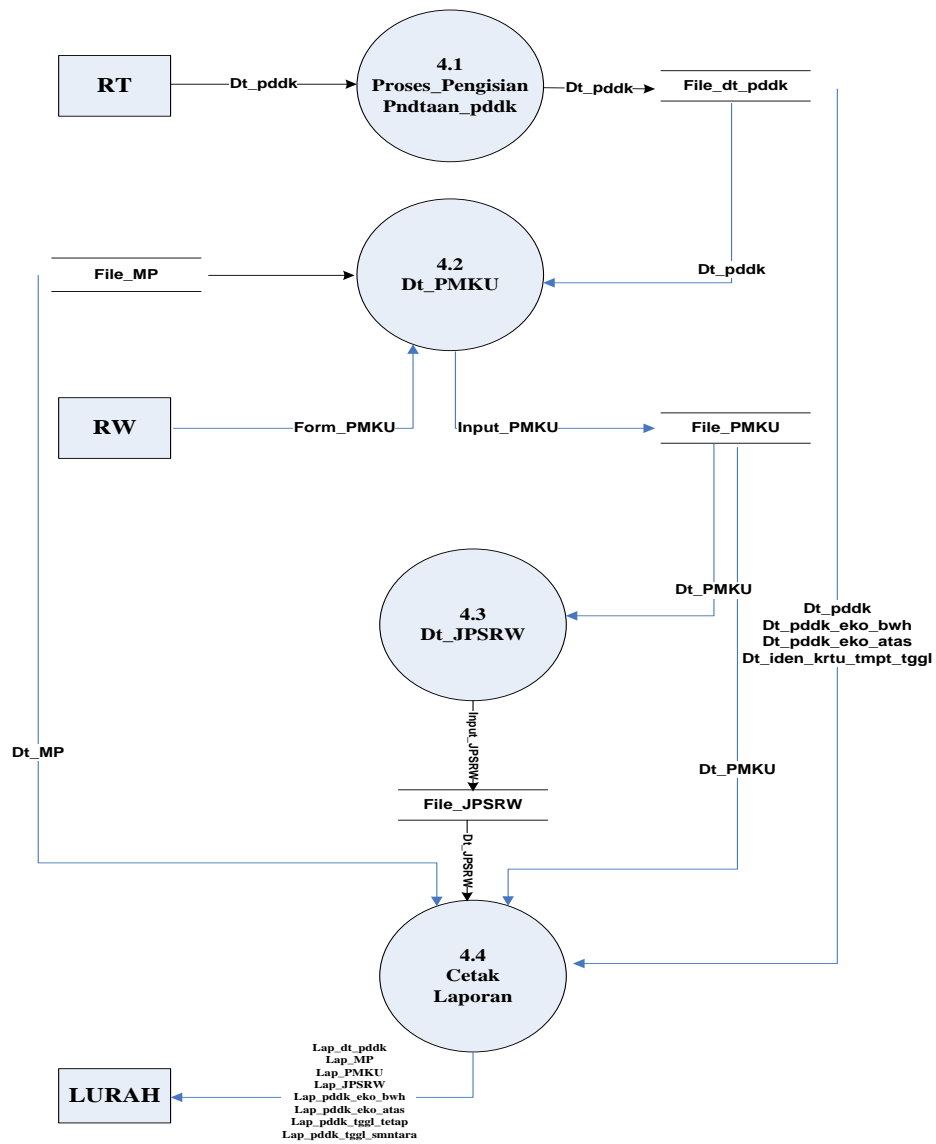 RT
Dt_pddk
4.1
Proses_Pengisian
Pndtaan_pddk
Dt_pddk
File_dt_pddk
File_MP
4.2
Dt_PMKU
Dt_pddk
RW
Form_PMKU
Input_PMKU
File_PMKU
4.3
Dt_JPSRW
Dt_PMKU
Dt_pddk
Dt_pddk_eko_bwh
Dt_pddk_eko_atas
Dt_iden_krtu_tmpt_tggl
Input_JPSRW
Dt_MP
Dt_PMKU
File_JPSRW
Dt_JPSRW
4.4
Cetak
Laporan
LURAH
Lap_dt_pddk
Lap_MP
Lap_PMKU
Lap_JPSRW
Lap_pddk_eko_bwh
Lap_pddk_eko_atas
Lap_pddk_tggl_tetap
Lap_pddk_tggl_smntara